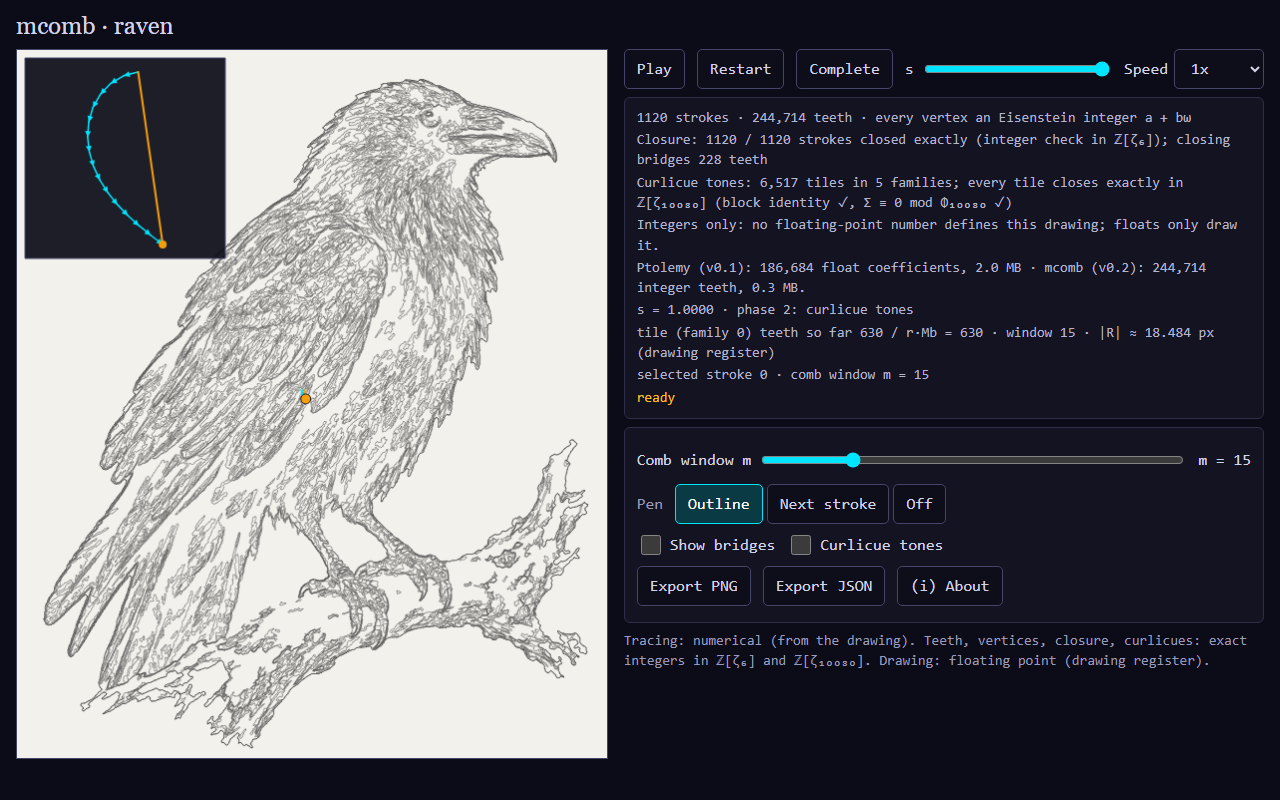 mcomb · raven
Play Restart Complete s Speed 1x
1120 strokes · 244,714 teeth · every vertex an Eisenstein integer a + bω
Closure: 1120 / 1120 strokes closed exactly (integer check in ℤ[ζ₆]); closing
bridges 228 teeth
Curlicue tones: 6,517 tiles in 5 families; every tile closes exactly in
ℤ[ζ₁₀₀₈₀] (block identity ✓, Σ ≡ 0 mod Φ₁₀₀₈₀ ✓)
Integers only: no floating-point number defines this drawing; floats only draw
it.
Ptolemy (v0.1): 186,684 float coefficients, 2.0 MB · mcomb (v0.2): 244,714
integer teeth, 0.3 MB.
s = 1.0000 · phase 2: curlicue tones
tile (family 0) teeth so far 630 / r·Mb = 630 · window 15 · |R| ≈ 18.484 px
(drawing register)
selected stroke 0 · comb window m = 15
ready
Comb window m m = 15
Pen Outline Next stroke Off
Show bridges Curlicue tones
Export PNG Export JSON (i) About
Tracing: numerical (from the drawing). Teeth, vertices, closure, curlicues: exact
integers in ℤ[ζ₆] and ℤ[ζ₁₀₀₈₀]. Drawing: floating point (drawing register).